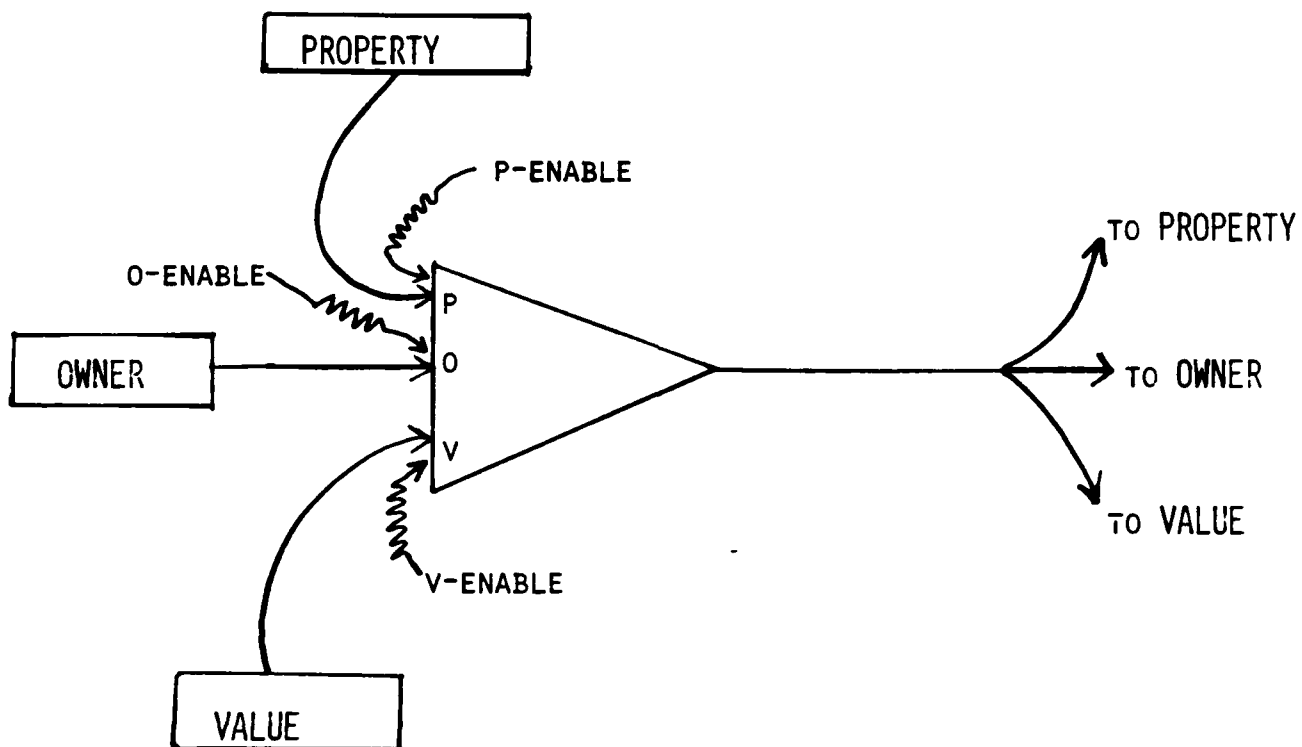 PROPERTY
P-ENABLE
TO PROPERTY
O-ENABLE
P
O
OWNER
TO OWNER
V
TO VALUE
V-ENABLE
VALUE